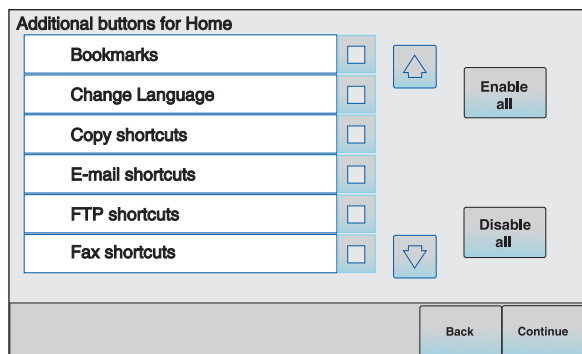 Additional buttons for Home
Bookmarks
Change Language
Copy shortcuts
E-mail shortcuts
FTP shortcuts
Fax shortcuts
Enable
all
Disable
all
Back
Continue